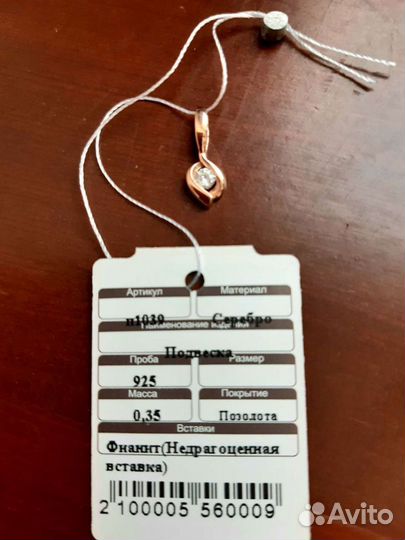 Артикул Материал
п1039 Серебро
Наименование изделия
Подвеска
Проба Размер
925
Масса Покрытие
0,35 Позолота
Вставки
Фианит(Недрагоценная
вставка)
2 100005 560009
Avito